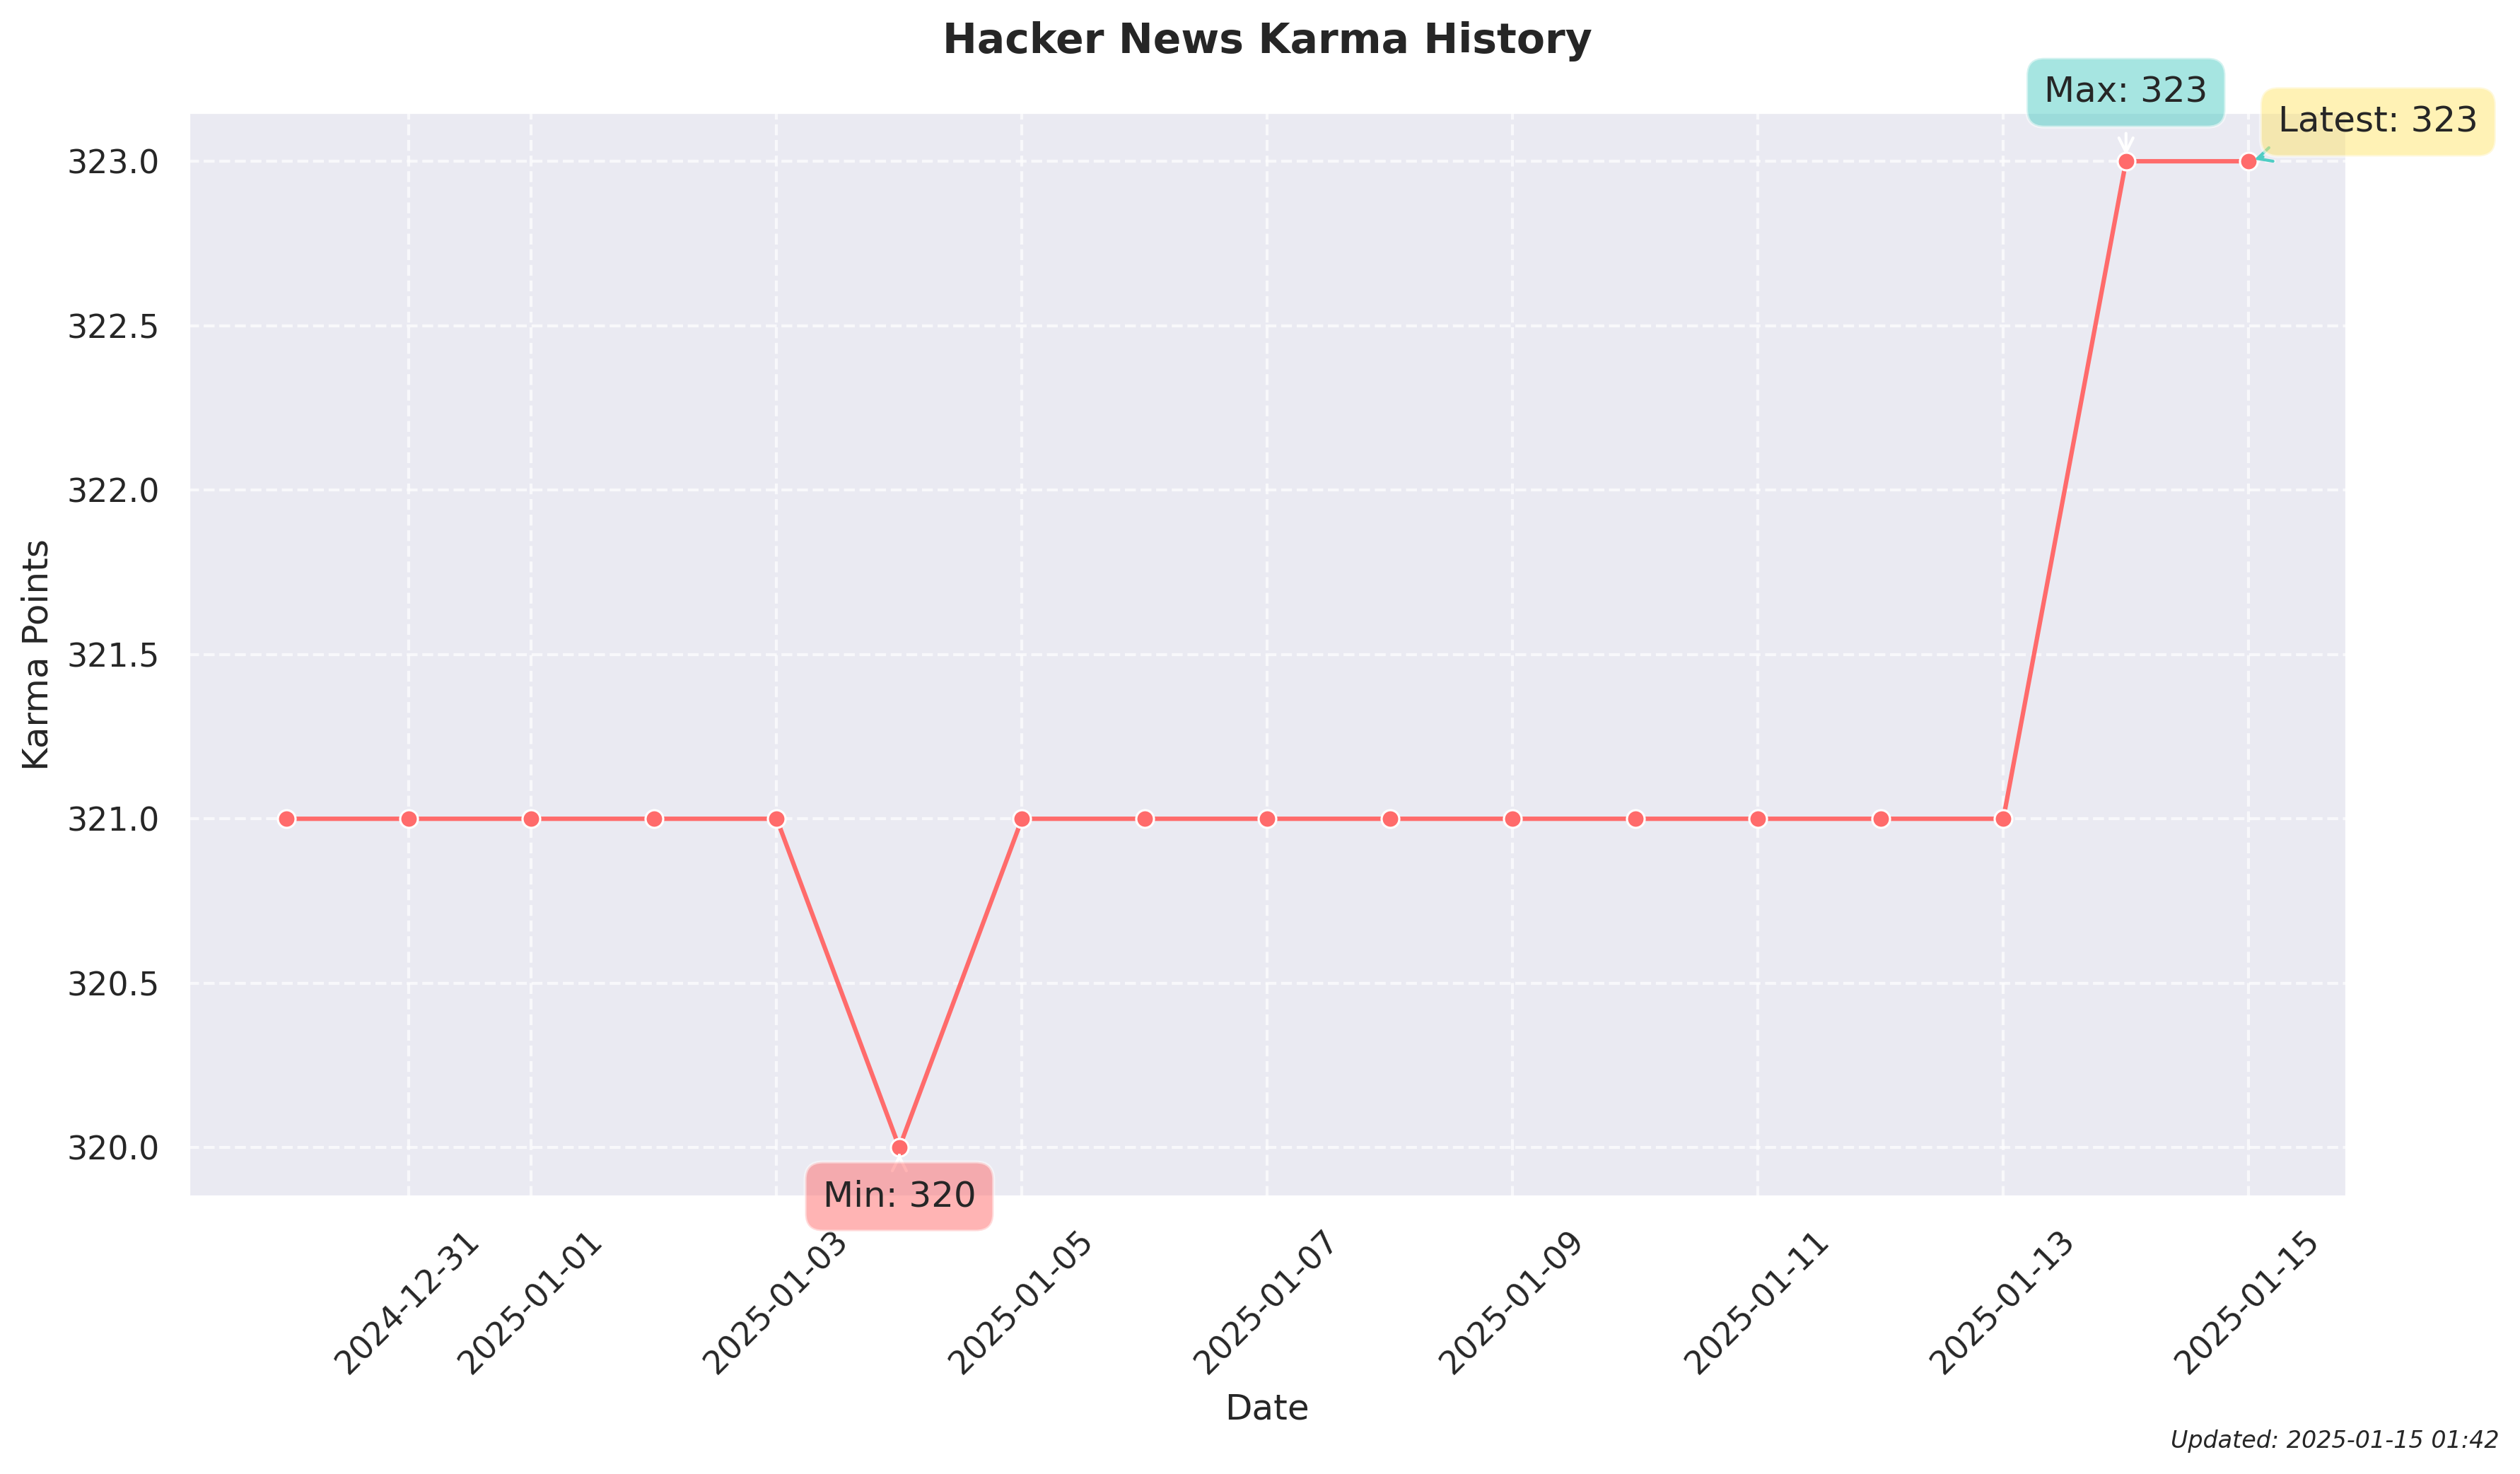 Hacker News Karma History
Max: 323
Latest: 323
323.0
322.5
322.0
321.5
321.0
320.5
320.0
Karma Points
Min: 320
2024-12-31
2025-01-01
2025-01-03
2025-01-05
2025-01-07
2025-01-09
2025-01-11
2025-01-13
2025-01-15
Date
Updated: 2025-01-15 01:42